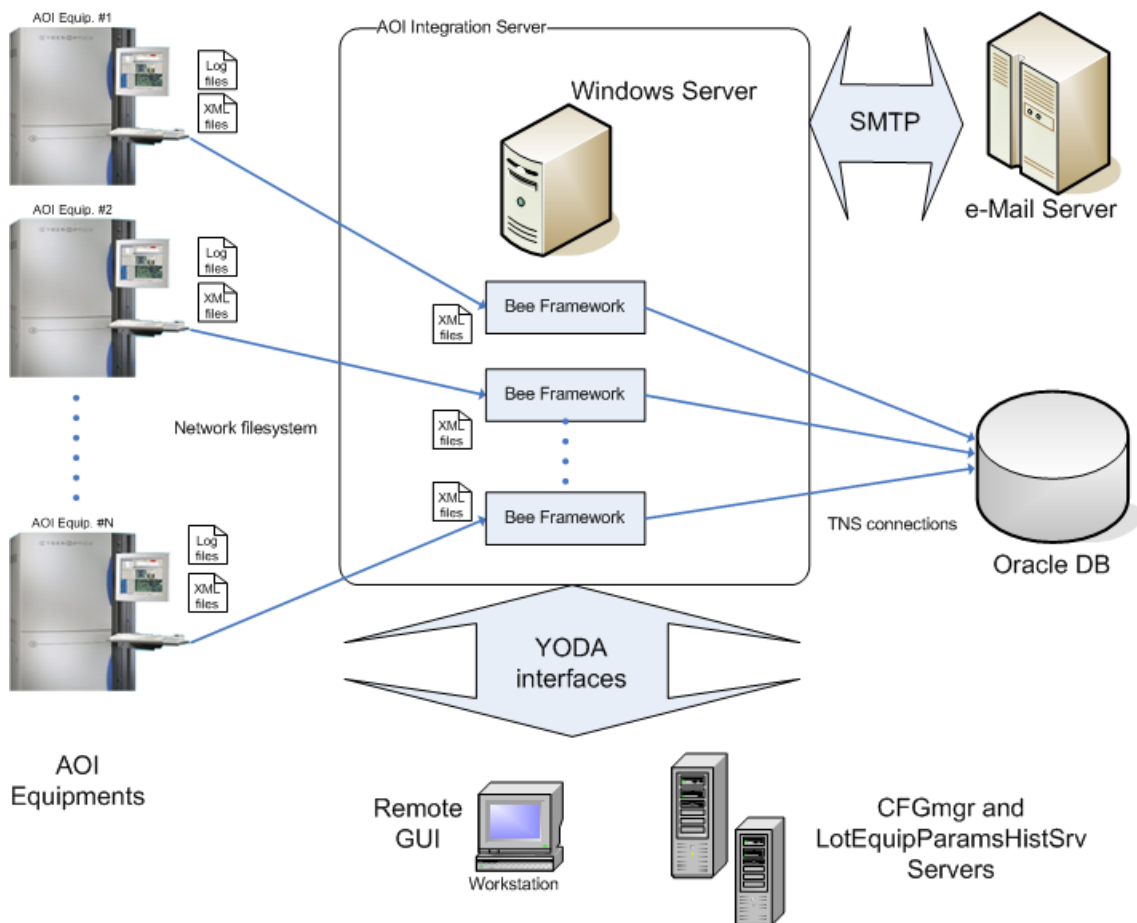 AOI Equip. #1
CYBEROPTICS
Log
files
XML
files
AOI Integration Server
Windows Server
SMTP
e-Mail Server
AOI Equip. #2
CYBEROPTICS
Log
files
XML
files
XML
files
Bee Framework
Bee Framework
XML
files
Network filesystem
XML
files
Bee Framework
TNS connections
Oracle DB
AOI Equip. #N
CYBEROPTICS
Log
files
XML
files
YODA
interfaces
AOI
Equipments
Remote
GUI
Workstation
CFGmgr and
LotEquipParamsHistSrv
Servers